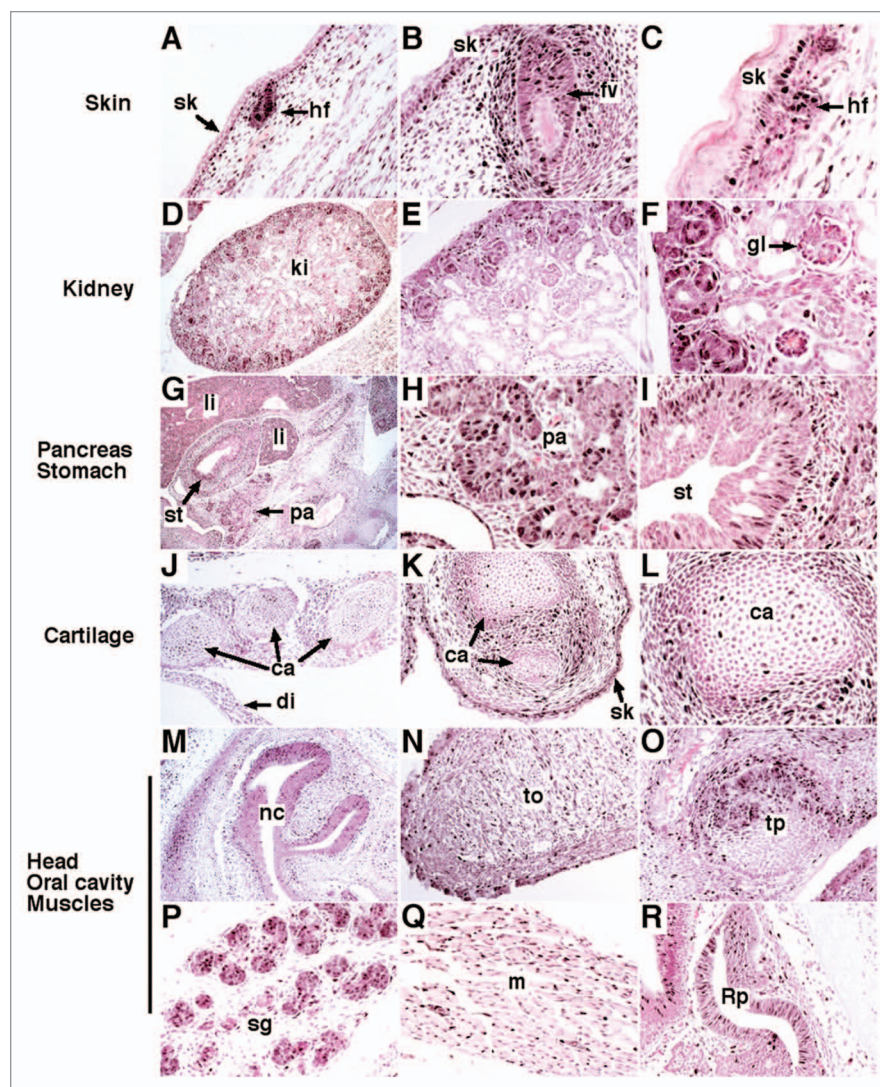 A B C
sk
sk
sk
fv
hf
hf
Skin
D E F
gl
ki
Kidney
G H I
li
li
pa
Pancreas
Stomach
st
st
pa
J K L
ca
Cartilage
ca
ca
di
sk
M N O
nc
to
tp
Head
Oral cavity
Muscles
P Q R
m
Rp
sg